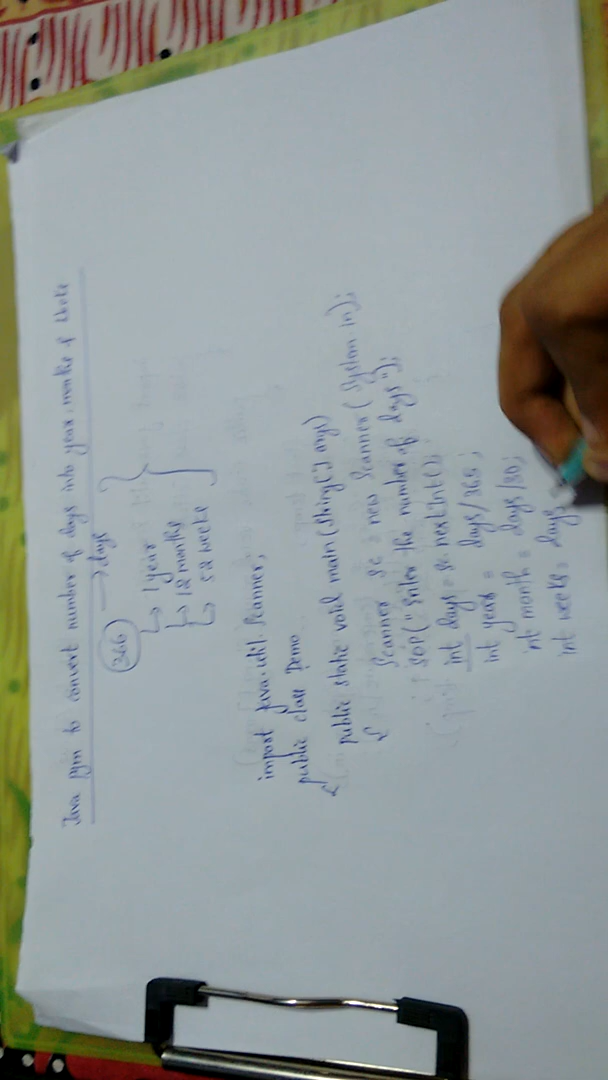 Java pgm to convert number of days into year, months & weeks
366 → days
→ 1 year
→ 12 months
→ 52 weeks
import java.util.Scanner;
public class Demo
{
public static void main(String[] args)
{
Scanner sc = new Scanner(System.in);
SOP("Enter the number of days");
int days = sc.nextInt();
int year = days/365;
int month = days/30;
int weeks = days